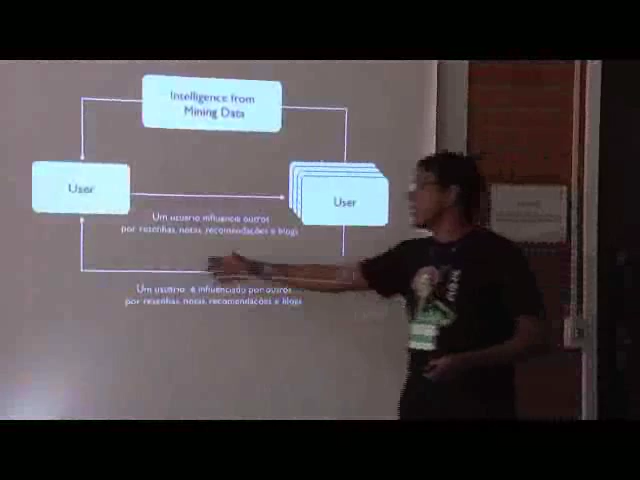 Intelligence from
Mining Data
User
User
Um usuário influencia outros
por resenhas, notas, recomendações e blogs
Um usuário é influenciado por outros
por resenhas, notas, recomendações e blogs